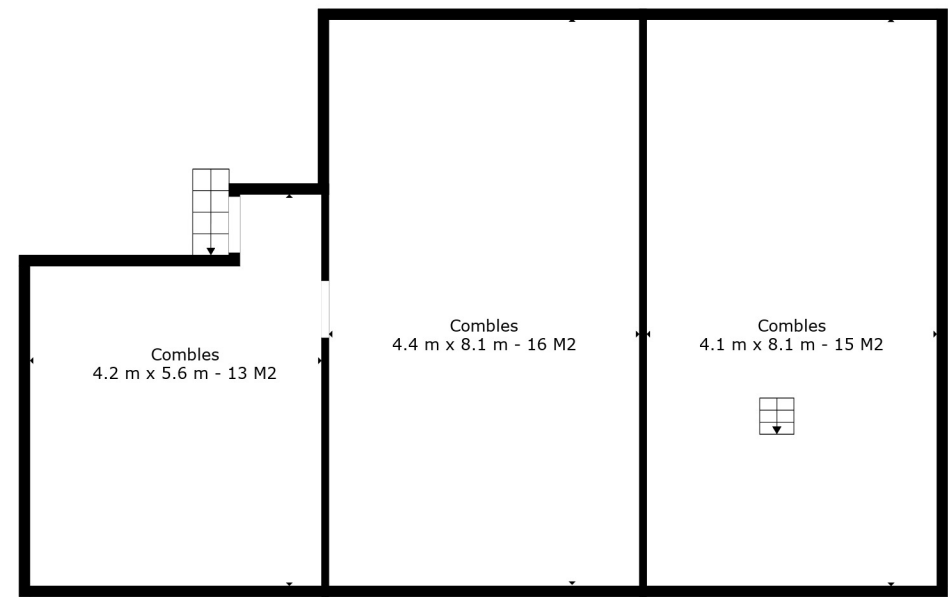 Combles
4.2 m x 5.6 m - 13 M2
Combles
4.4 m x 8.1 m - 16 M2
Combles
4.1 m x 8.1 m - 15 M2